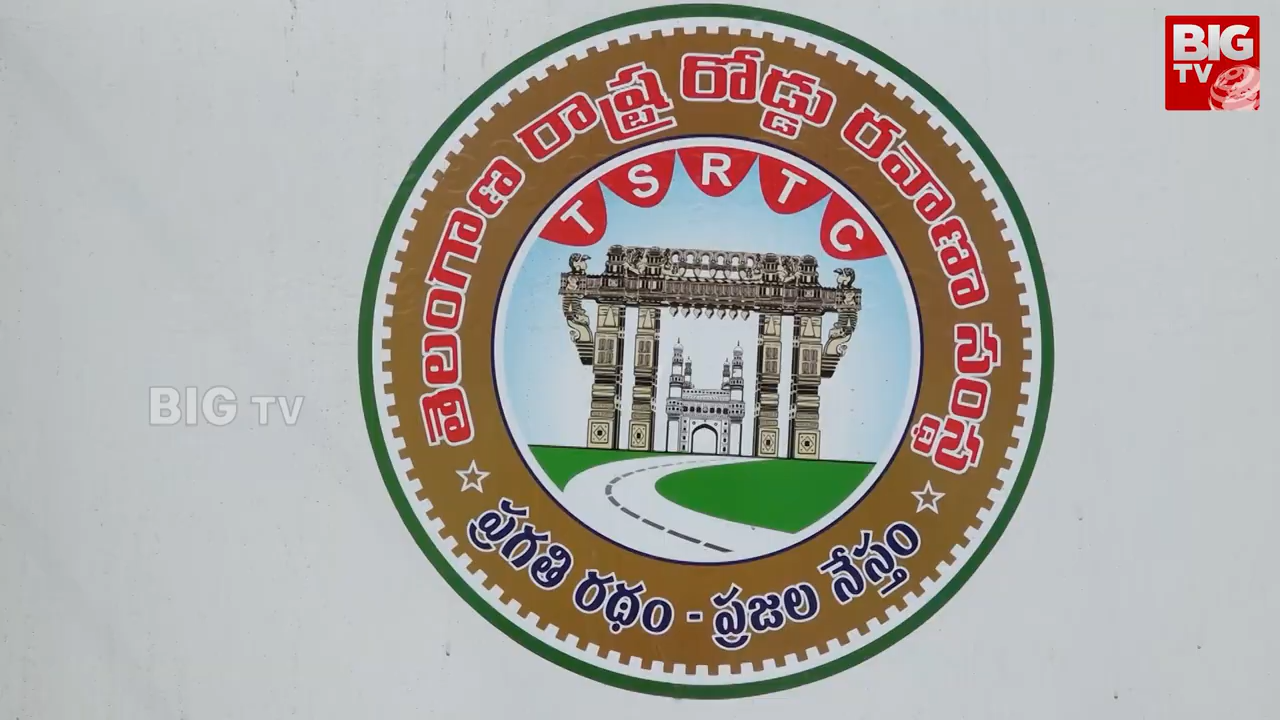 BIG
TV
తెలంగాణ రాష్ట్ర రోడ్డు రవాణా సంస్థ
TSRTC
BIG TV
ప్రగతి రథం - ప్రజల నేస్తం